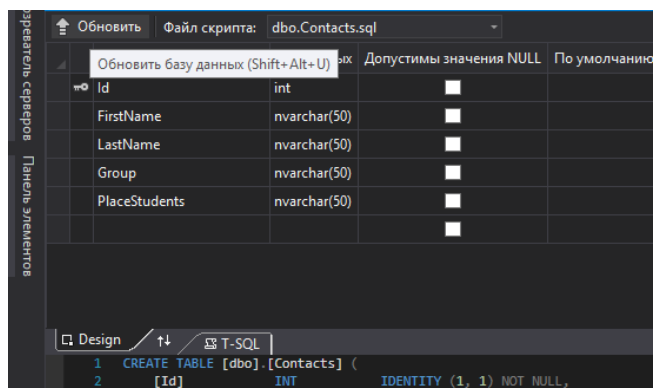 Обновить Файл скрипта: dbo.Contacts.sql
Обновить базу данных (Shift+Alt+U) ых Допустимы значения NULL По умолчанию
Id int
FirstName nvarchar(50)
LastName nvarchar(50)
Group nvarchar(50)
PlaceStudents nvarchar(50)
Design T-SQL
1 CREATE TABLE [dbo].[Contacts] (
2 [Id] INT IDENTITY (1, 1) NOT NULL,
озреватель серверов
Панель элементов